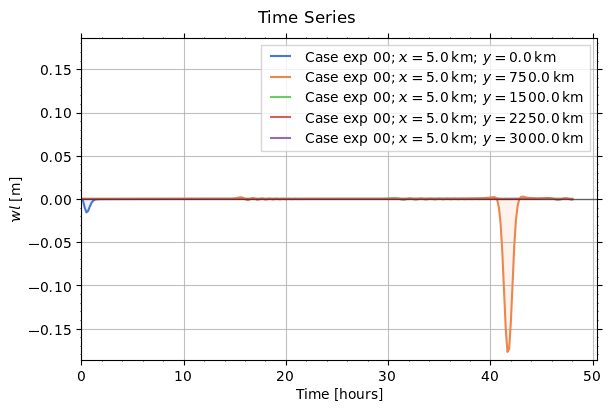 Time Series
wl [m]
0.15
0.10
0.05
0.00
−0.05
−0.10
−0.15
Case exp 00; x = 5.0 km; y = 0.0 km
Case exp 00; x = 5.0 km; y = 750.0 km
Case exp 00; x = 5.0 km; y = 1500.0 km
Case exp 00; x = 5.0 km; y = 2250.0 km
Case exp 00; x = 5.0 km; y = 3000.0 km
0 10 20 30 40 50
Time [hours]